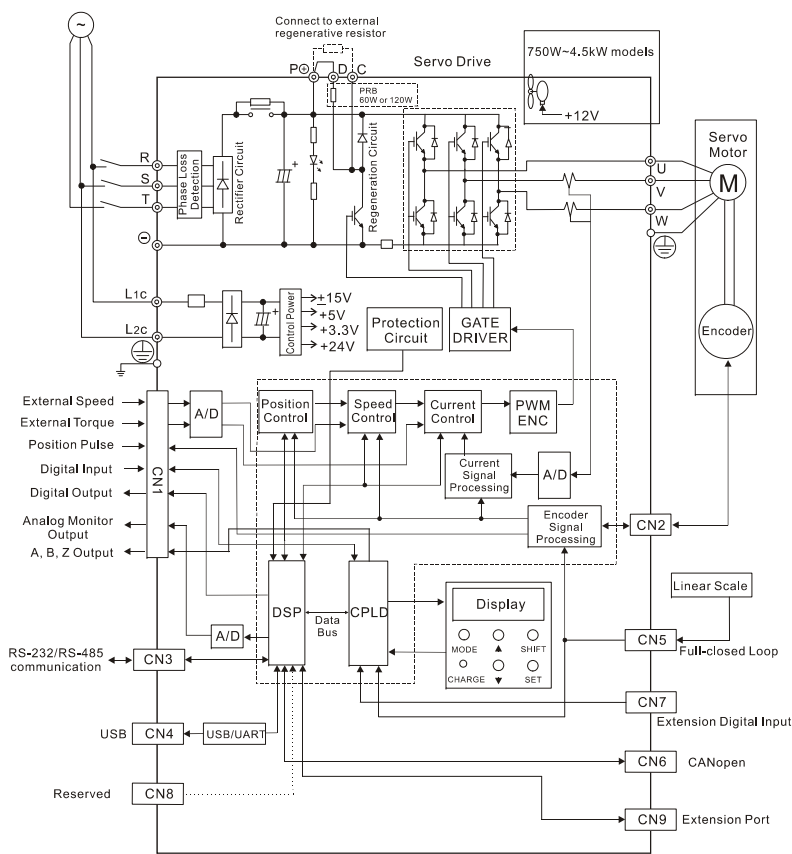 ~
Connect to external
regenerative resistor
P⊕
D
C
Servo Drive
750W~4.5kW models
+12V
PRB
60W or 120W
Servo
Motor
R
S
T
Phase Loss
Detection
Rectifier Circuit
+
Regeneration Circuit
U
V
W
M
⊖
L1c
L2c
+
Control Power
±15V
+5V
+3.3V
+24V
Protection
Circuit
GATE
DRIVER
Encoder
External Speed
External Torque
Position Pulse
Digital Input
Digital Output
Analog Monitor
Output
A, B, Z Output
CN1
A/D
Position
Control
Speed
Control
Current
Control
PWM
ENC
Current
Signal
Processing
A/D
Encoder
Signal
Processing
CN2
DSP
Data
Bus
CPLD
Display
MODE
▲
SHIFT
CHARGE
▼
SET
A/D
Linear Scale
CN5
Full-closed Loop
RS-232/RS-485
communication
CN3
CN7
Extension Digital Input
USB
CN4
USB/UART
CN6
CANopen
Reserved
CN8
CN9
Extension Port